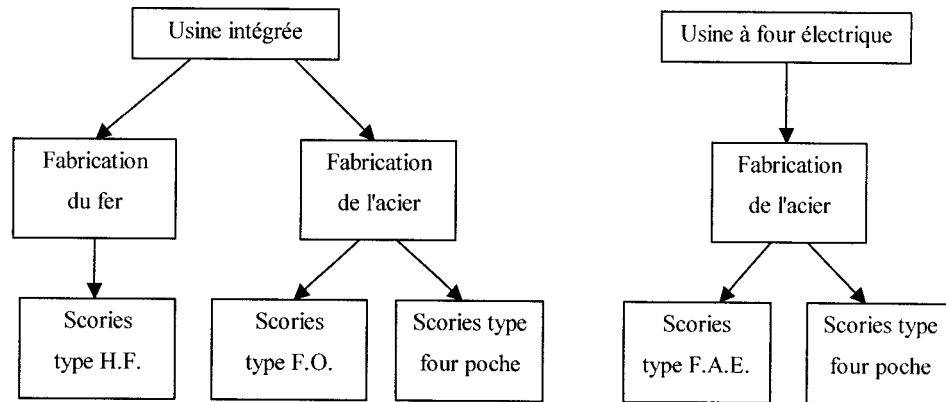 Usine intégrée
Usine à four électrique
Fabrication
du fer
Fabrication
de l'acier
Fabrication
de l'acier
Scories
type H.F.
Scories
type F.O.
Scories type
four poche
Scories
type F.A.E.
Scories type
four poche